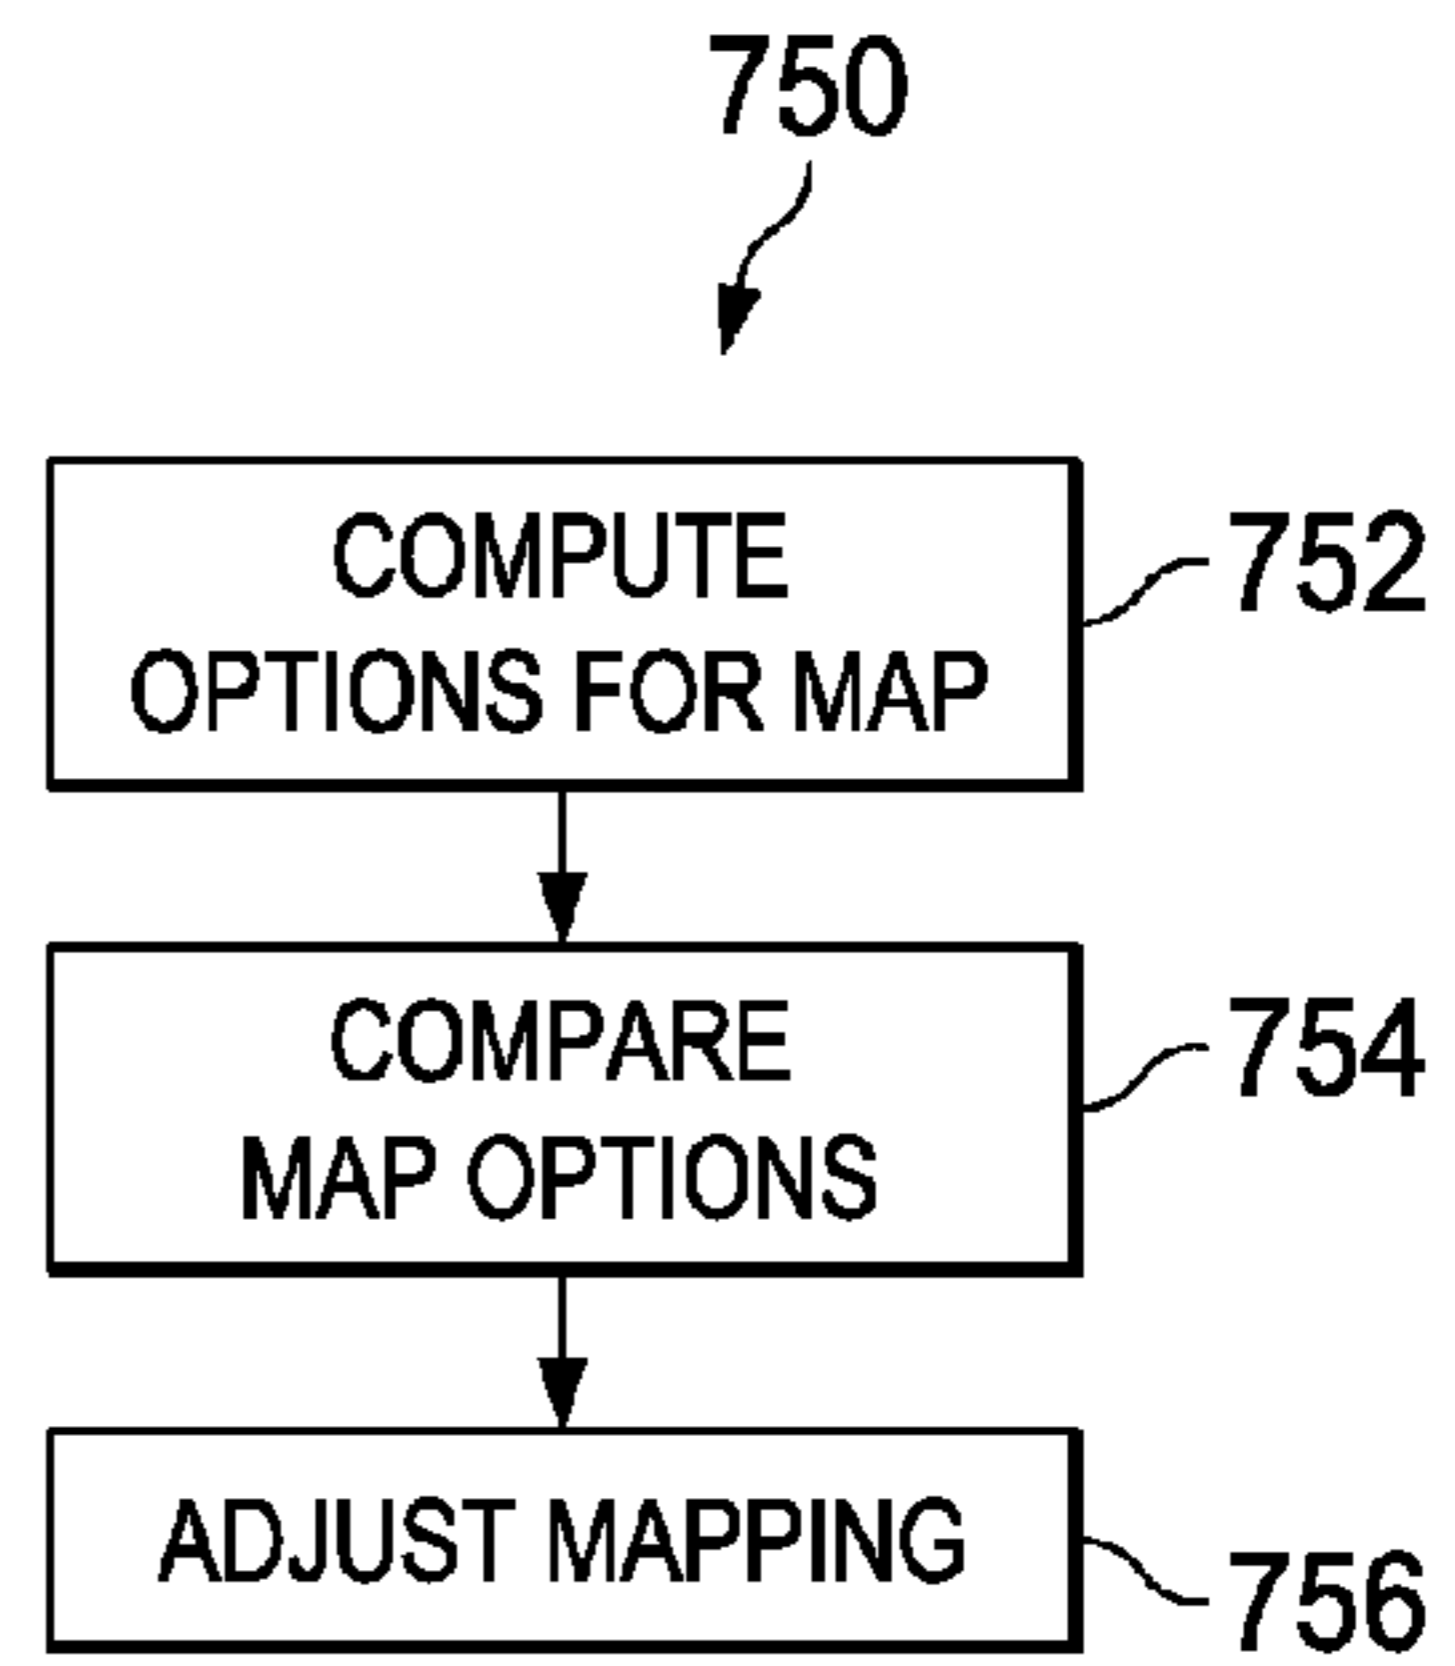 750
COMPUTE
OPTIONS FOR MAP
752
COMPARE
MAP OPTIONS
754
ADJUST MAPPING
756